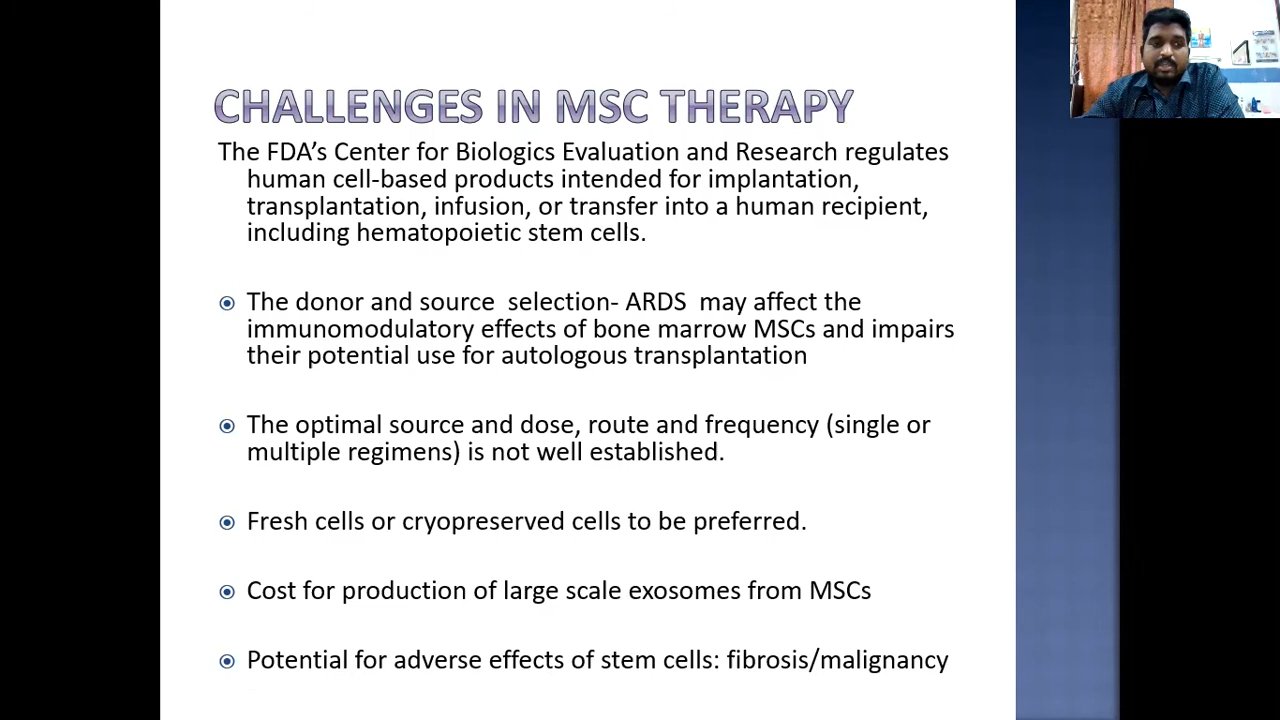 CHALLENGES IN MSC THERAPY
The FDA’s Center for Biologics Evaluation and Research regulates
human cell-based products intended for implantation,
transplantation, infusion, or transfer into a human recipient,
including hematopoietic stem cells.
The donor and source  selection- ARDS  may affect the
immunomodulatory effects of bone marrow MSCs and impairs
their potential use for autologous transplantation
The optimal source and dose, route and frequency (single or
multiple regimens) is not well established.
Fresh cells or cryopreserved cells to be preferred.
Cost for production of large scale exosomes from MSCs
Potential for adverse effects of stem cells: fibrosis/malignancy